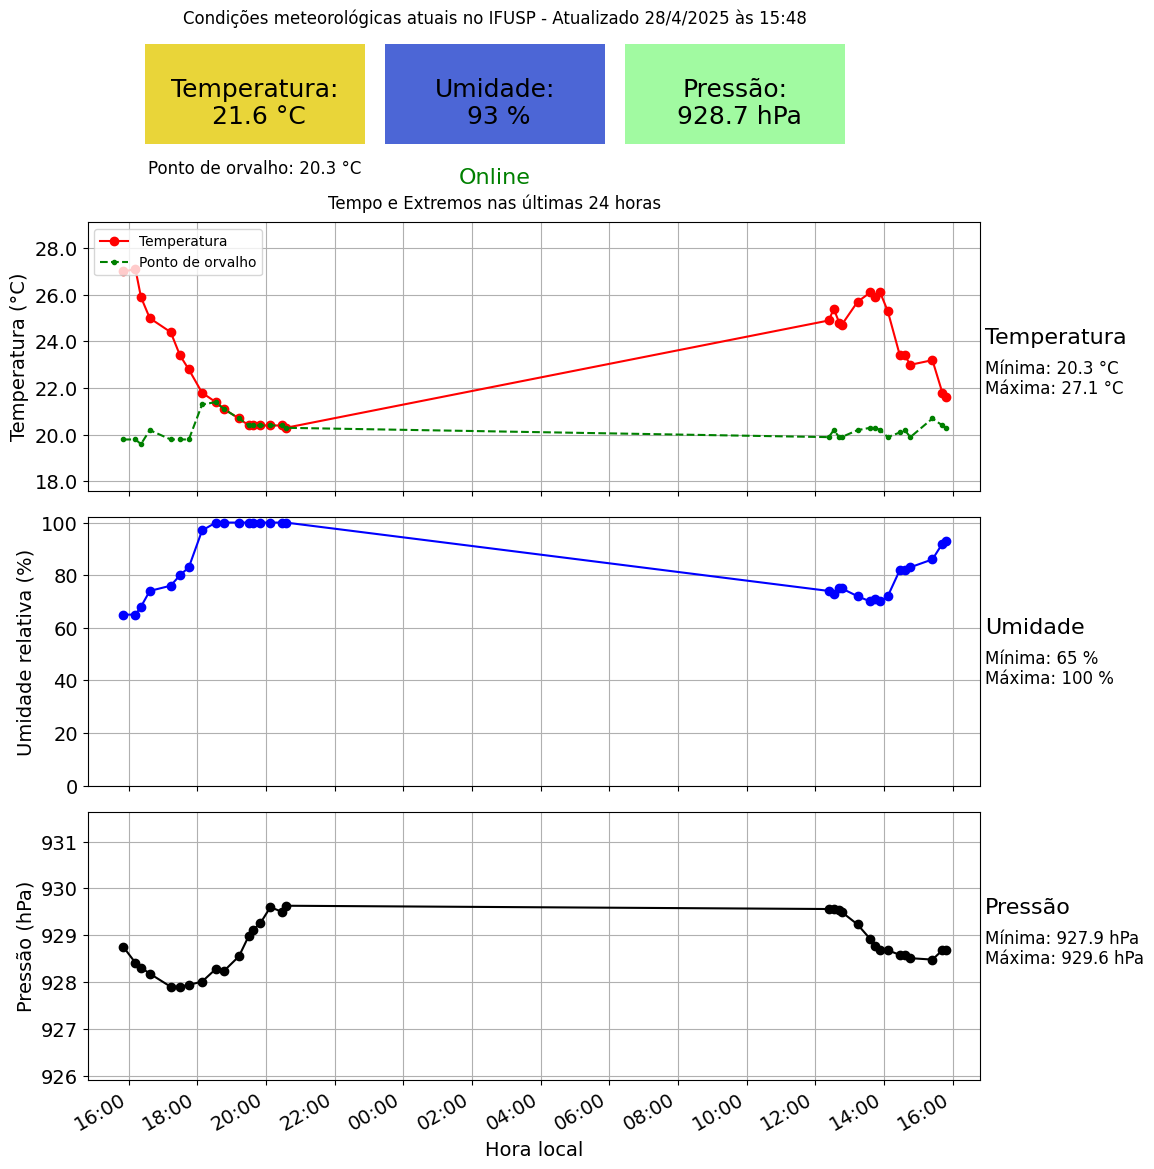 Condições meteorológicas atuais no IFUSP - Atualizado 28/4/2025 às 15:48
Temperatura:
21.6 °C
Umidade:
93 %
Pressão:
928.7 hPa
Ponto de orvalho: 20.3 °C
Online
Tempo e Extremos nas últimas 24 horas
Temperatura
Ponto de orvalho
Temperatura (°C)
28.0
26.0
24.0
22.0
20.0
18.0
Temperatura
Mínima: 20.3 °C
Máxima: 27.1 °C
Umidade relativa (%)
100
80
60
40
20
0
Umidade
Mínima: 65 %
Máxima: 100 %
Pressão (hPa)
931
930
929
928
927
926
Pressão
Mínima: 927.9 hPa
Máxima: 929.6 hPa
16:00 18:00 20:00 22:00 00:00 02:00 04:00 06:00 08:00 10:00 12:00 14:00 16:00
Hora local